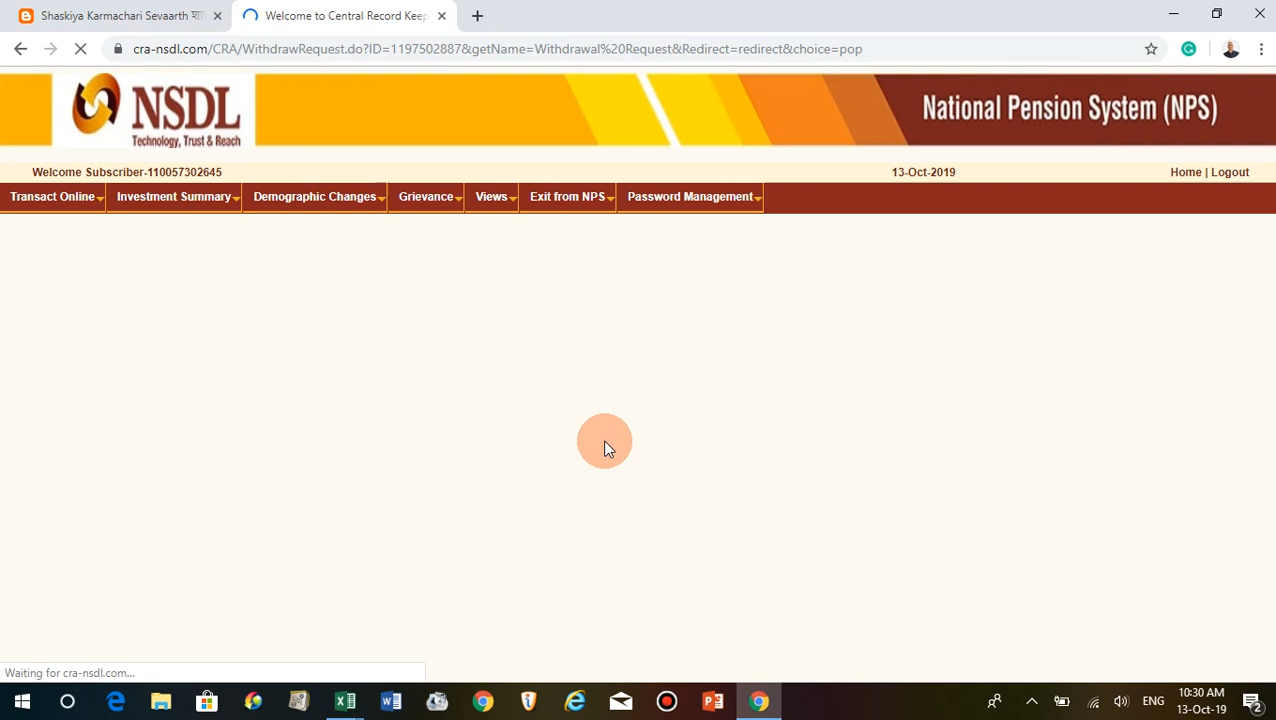 Shaskiya Karmachari Sevaarth
Welcome to Central Record Keep
cra-nsdl.com/CRA/WithdrawRequest.do?ID=1197502887&getName=Withdrawal%20Request&Redirect=redirect&choice=pop
NSDL
Technology, Trust & Reach
National Pension System (NPS)
Welcome Subscriber-110057302645
13-Oct-2019
Home | Logout
Transact Online
Investment Summary
Demographic Changes
Grievance
Views
Exit from NPS
Password Management
Waiting for cra-nsdl.com...
ENG
10:30 AM
13-Oct-19
2